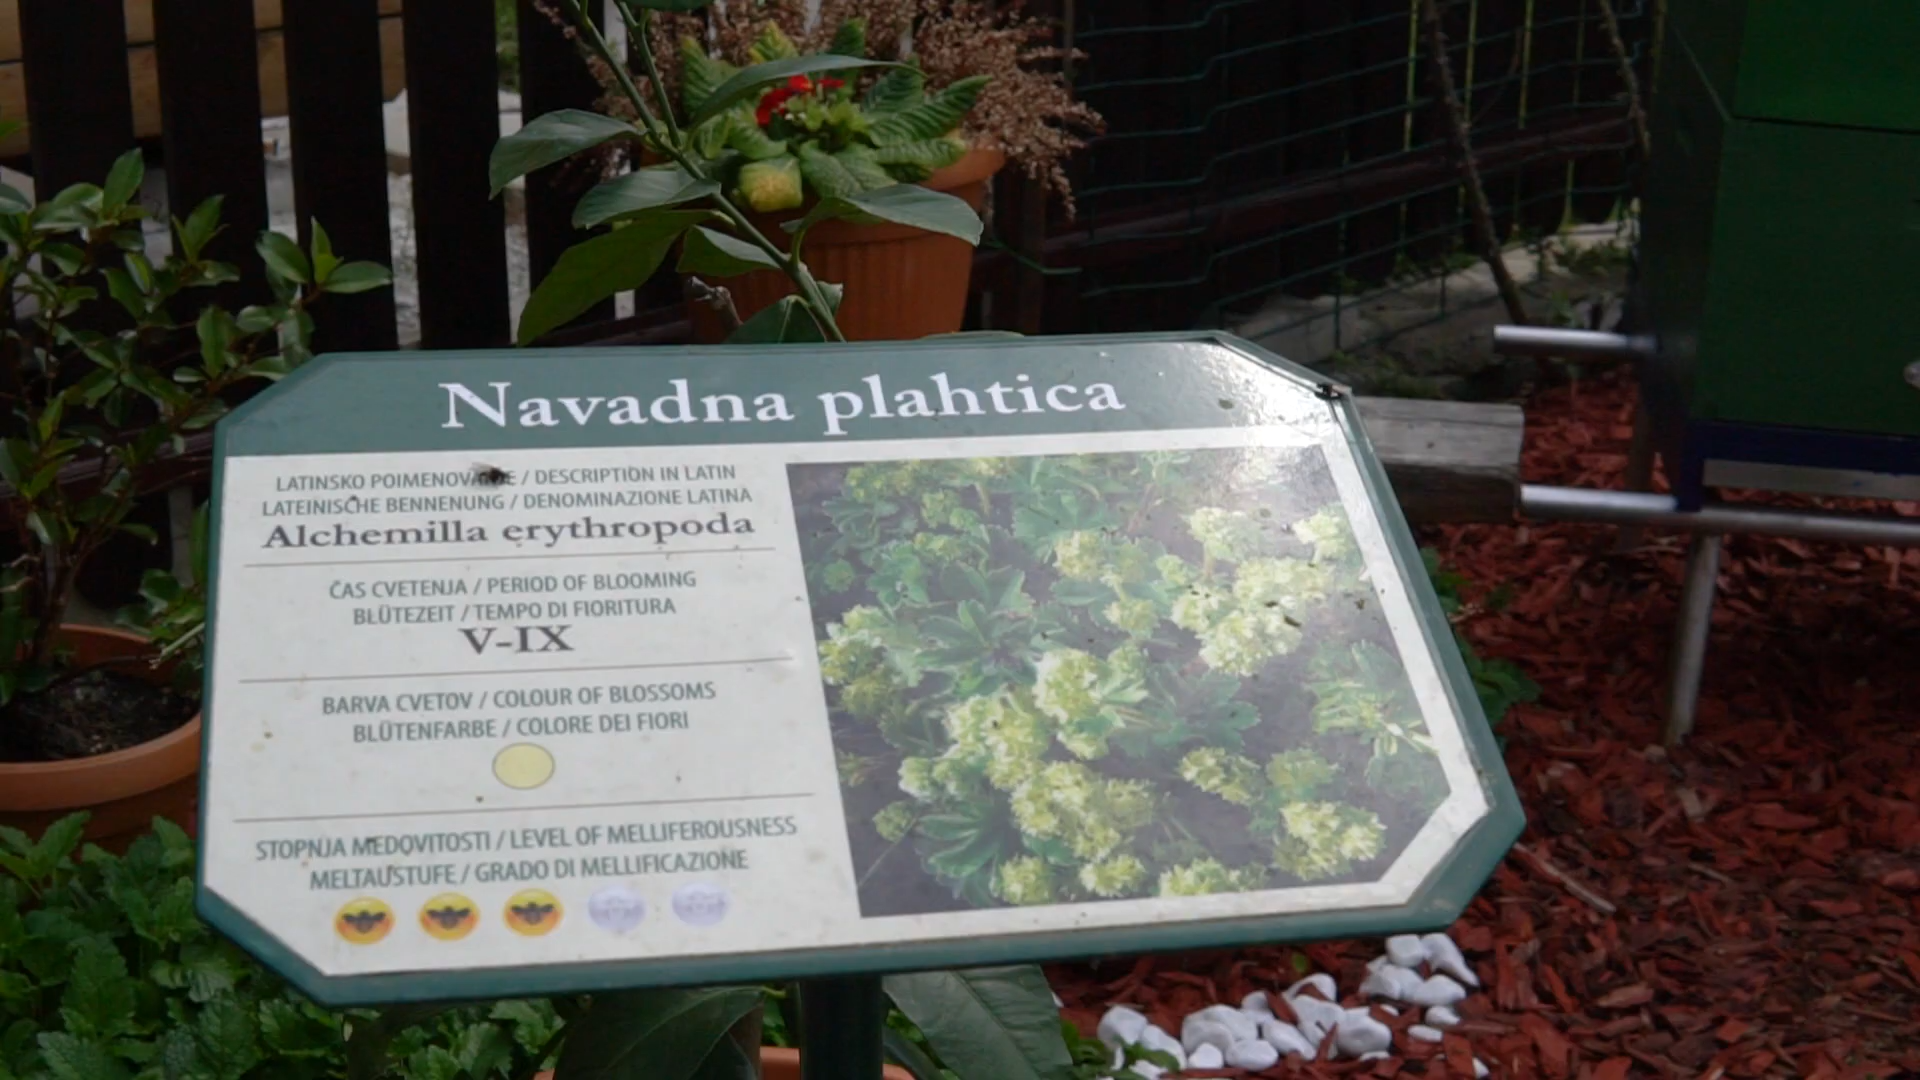 Navadna plahtica
LATINSKO POIMENOVANJE / DESCRIPTION IN LATIN
LATEINISCHE BENNENUNG / DENOMINAZIONE LATINA
Alchemilla erythropoda
ČAS CVETENJA / PERIOD OF BLOOMING
BLÜTEZEIT / TEMPO DI FIORITURA
V-IX
BARVA CVETOV / COLOUR OF BLOSSOMS
BLÜTENFARBE / COLORE DEI FIORI
STOPNJA MEDOVITOSTI / LEVEL OF MELLIFEROUSNESS
MELTAUSTUFE / GRADO DI MELLIFICAZIONE